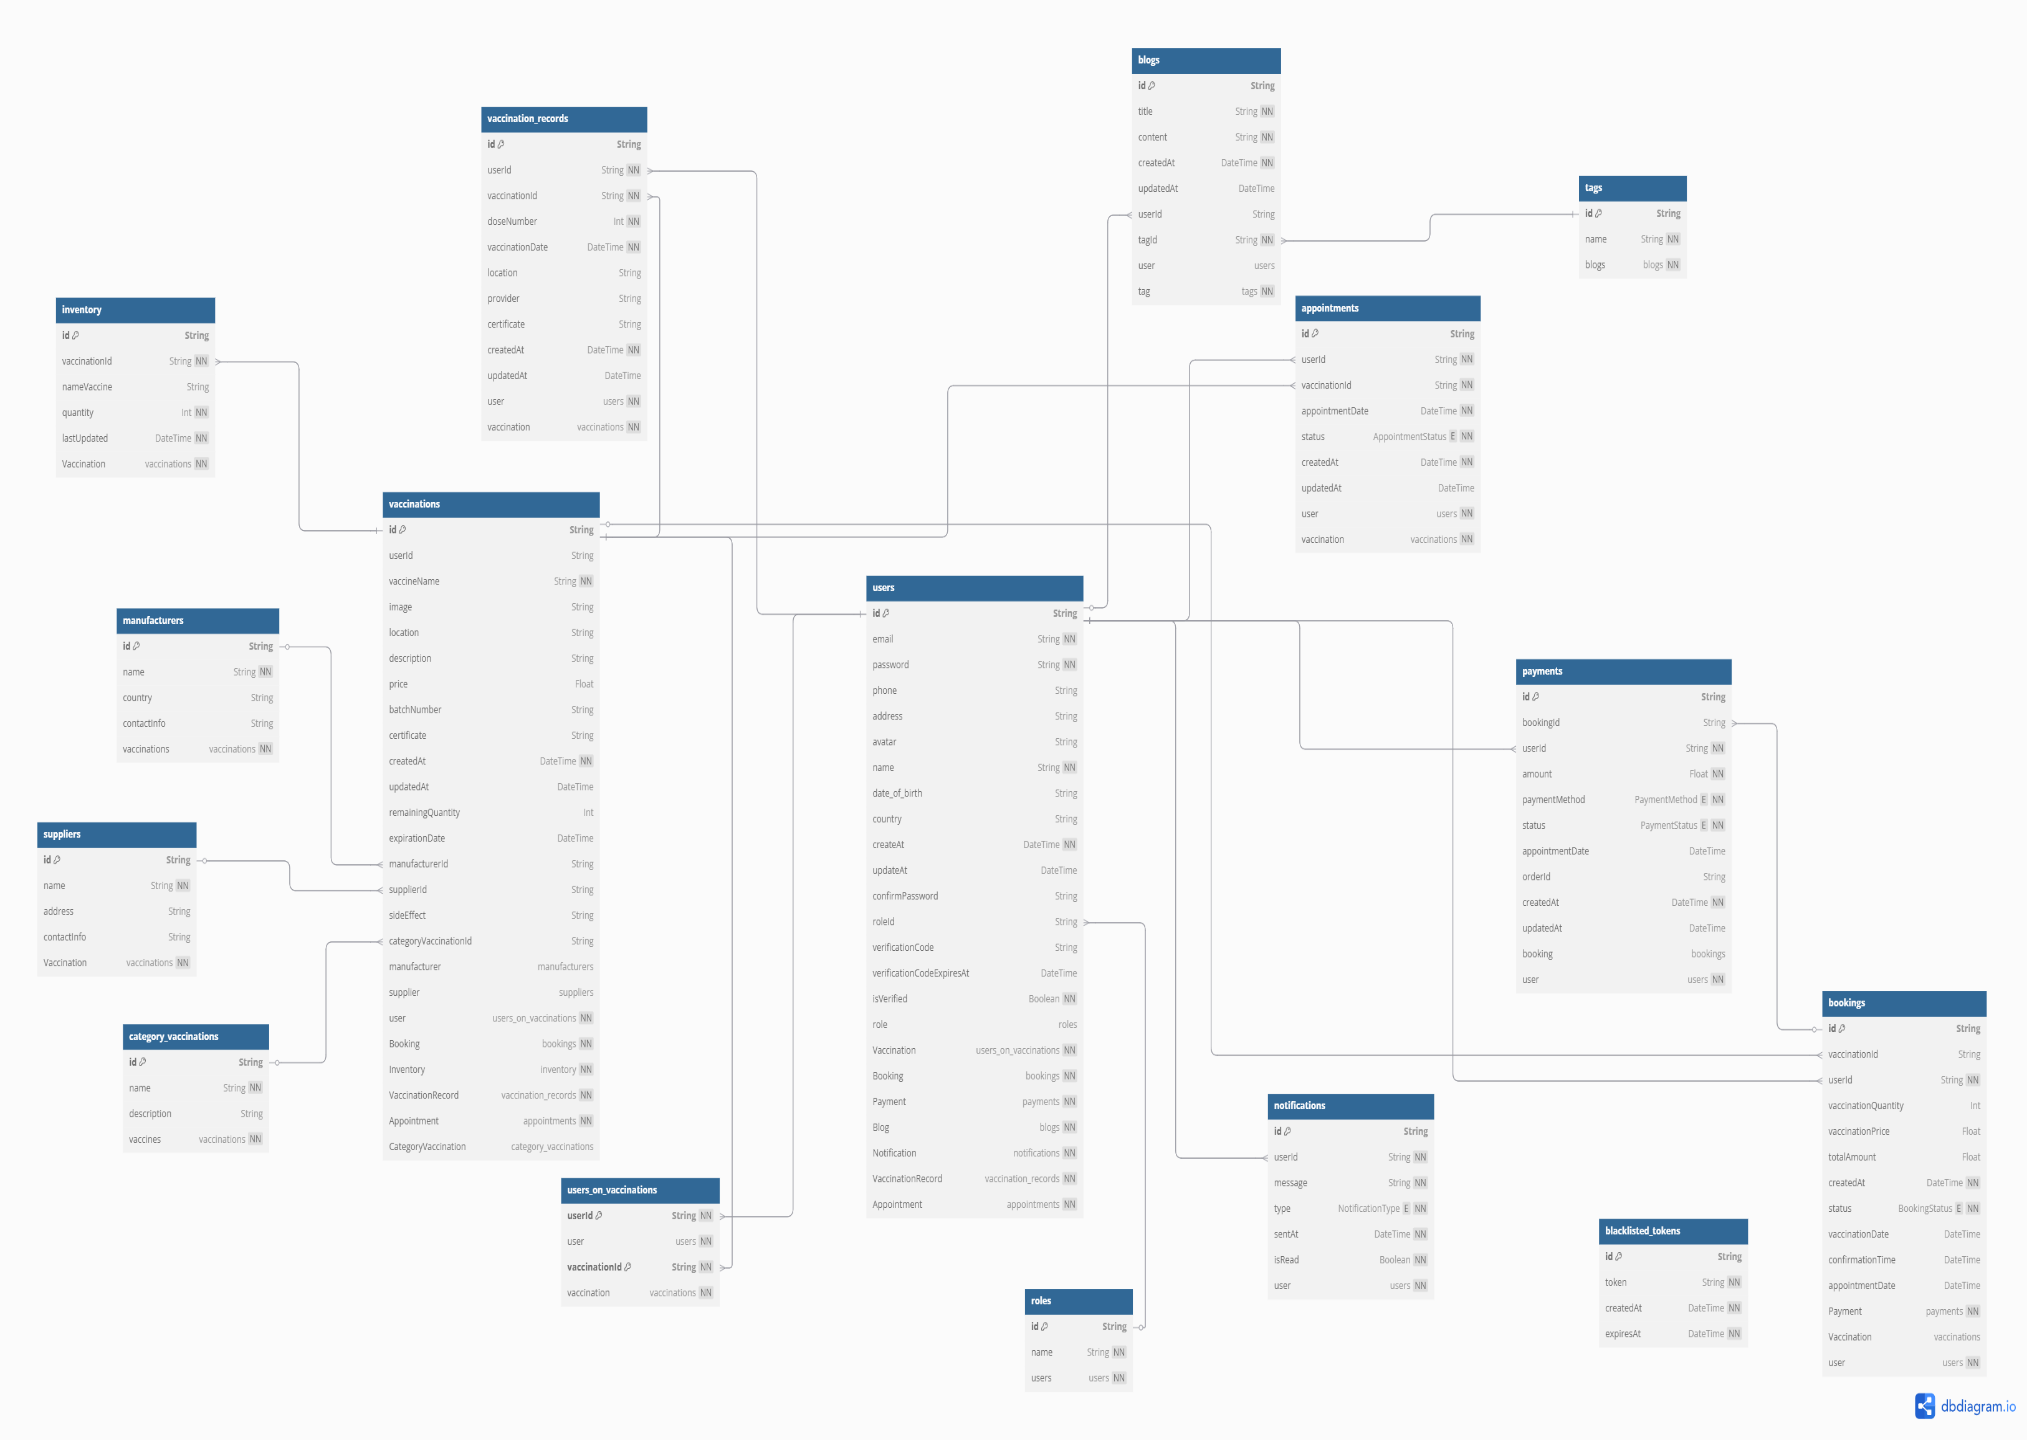 blogs
id String
title String NN
content String NN
createdAt DateTime NN
updatedAt DateTime
userId String
tagId String NN
user users
tag tags NN
vaccination_records
id String
userId String NN
vaccinationId String NN
doseNumber Int NN
vaccinationDate DateTime NN
location String
provider String
certificate String
createdAt DateTime NN
updatedAt DateTime
user users NN
vaccination vaccinations NN
tags
id String
name String NN
blogs blogs NN
appointments
id String
userId String NN
vaccinationId String NN
appointmentDate DateTime NN
status AppointmentStatus E NN
createdAt DateTime NN
updatedAt DateTime
user users NN
vaccination vaccinations NN
inventory
id String
vaccinationId String NN
nameVaccine String
quantity Int NN
lastUpdated DateTime NN
Vaccination vaccinations NN
vaccinations
id String
userId String
vaccineName String NN
image String
location String
description String
price Float
batchNumber String
certificate String
createdAt DateTime NN
updatedAt DateTime
remainingQuantity Int
expirationDate DateTime
manufacturerId String
supplierId String
sideEffect String
categoryVaccinationId String
manufacturer manufacturers
supplier suppliers
user users_on_vaccinations NN
Booking bookings NN
Inventory inventory NN
VaccinationRecord vaccination_records NN
Appointment appointments NN
CategoryVaccination category_vaccinations
users
id String
email String NN
password String NN
phone String
address String
avatar String
name String NN
date_of_birth String
country String
createAt DateTime NN
updateAt DateTime
confirmPassword String
roleId String
verificationCode String
verificationCodeExpiresAt DateTime
isVerified Boolean NN
role roles
Vaccination users_on_vaccinations NN
Booking bookings NN
Payment payments NN
Blog blogs NN
Notification notifications NN
VaccinationRecord vaccination_records NN
Appointment appointments NN
manufacturers
id String
name String NN
country String
contactInfo String
vaccinations vaccinations NN
payments
id String
bookingId String
userId String NN
amount Float NN
paymentMethod PaymentMethod E NN
status PaymentStatus E NN
appointmentDate DateTime
orderId String
createdAt DateTime NN
updatedAt DateTime
booking bookings
user users NN
suppliers
id String
name String NN
address String
contactInfo String
Vaccination vaccinations NN
bookings
id String
vaccinationId String
userId String NN
vaccinationQuantity Int
vaccinationPrice Float
totalAmount Float
createdAt DateTime NN
status BookingStatus E NN
vaccinationDate DateTime
confirmationTime DateTime
appointmentDate DateTime
Payment payments NN
Vaccination vaccinations
user users NN
category_vaccinations
id String
name String NN
description String
vaccines vaccinations NN
notifications
id String
userId String NN
message String NN
type NotificationType E NN
sentAt DateTime NN
isRead Boolean NN
user users NN
users_on_vaccinations
userId String NN
user users NN
vaccinationId String NN
vaccination vaccinations NN
blacklisted_tokens
id String
token String NN
createdAt DateTime NN
expiresAt DateTime NN
roles
id String
name String NN
users users NN
dbdiagram.io